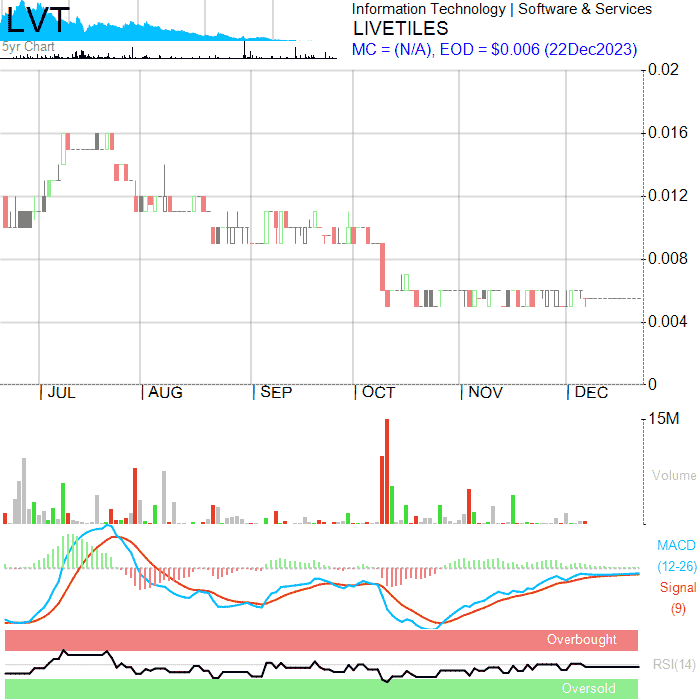 LVT
5yr Chart
Information Technology | Software & Services
LIVETILES
MC = (N/A), EOD = $0.006 (22Dec2023)
0.02
0.016
0.012
0.008
0.004
0
JUL AUG SEP OCT NOV DEC
15M
Volume
MACD
(12-26)
Signal
(9)
Overbought
RSI(14)
Oversold